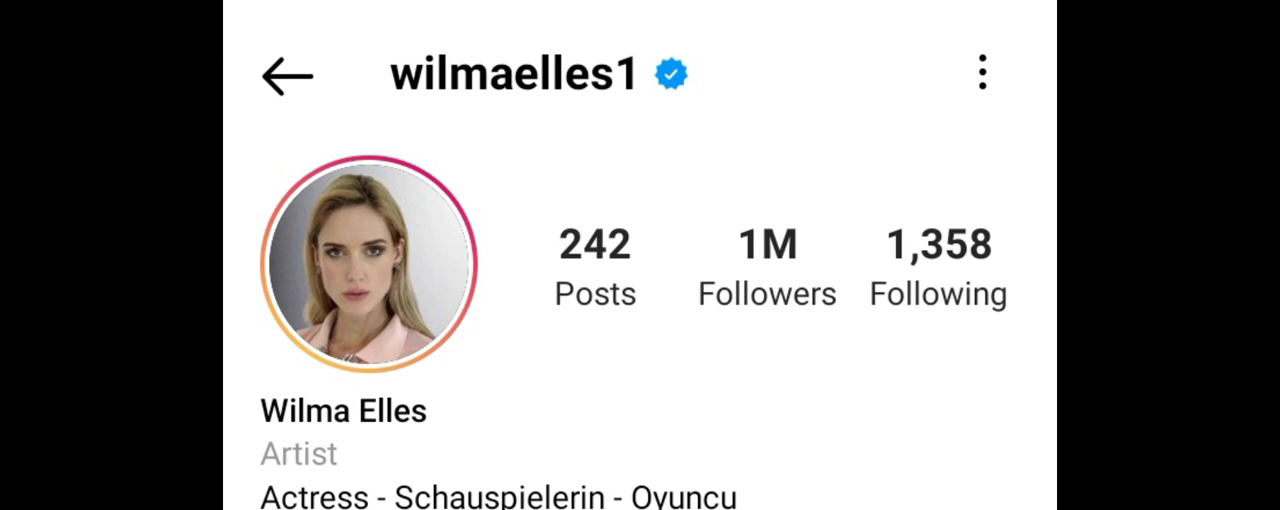 wilmaelles1
242 1M 1,358
Posts Followers Following
Wilma Elles
Artist
Actress - Schauspielerin - Oyuncu